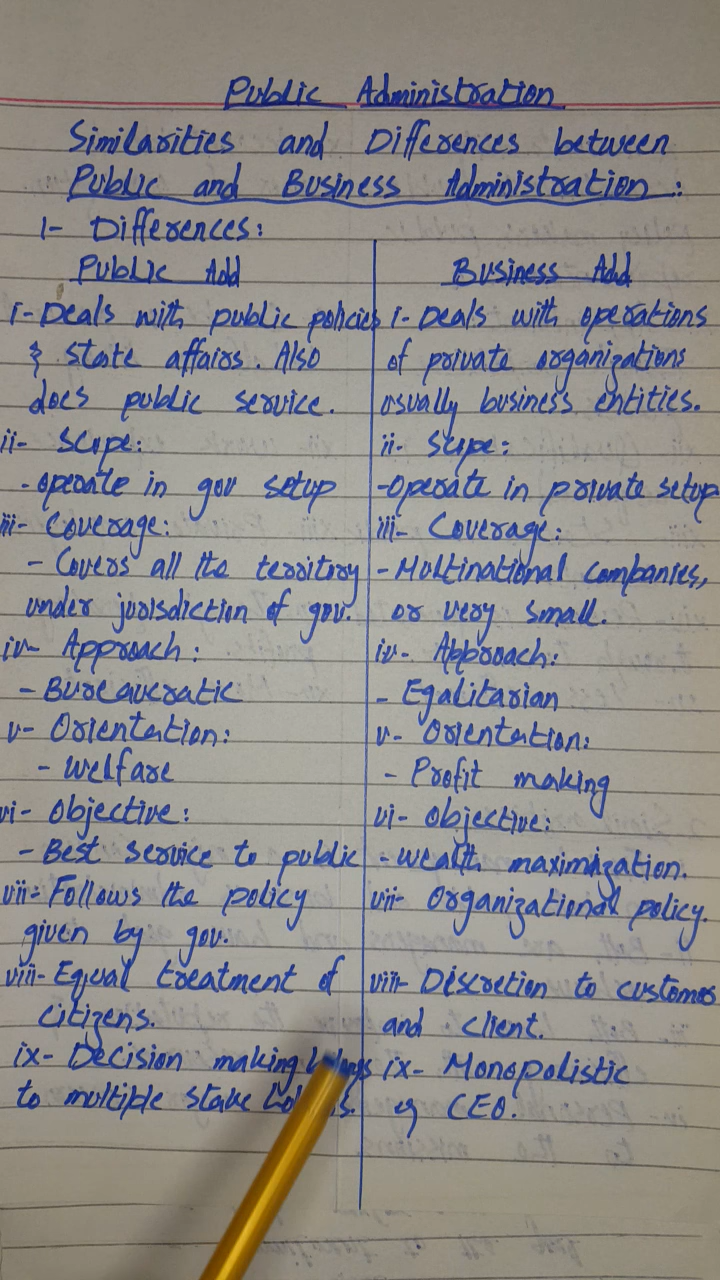 Public Administration
Similarities and Differences between
Public and Business Administration:
1- Differences:
Public Add
i- Deals with public policies
& State affairs. Also
does public service.
ii- Scope:
- operate in gov setup
iii- Coverage:
- Covers all the territory
under jurisdiction of gov.
iv- Approach:
- Bureaucratic
v- Orientation:
- Welfare
vi- Objective:
- Best service to public
vii- Follows the policy
given by gov.
viii- Equal treatment of
citizens.
ix- Decision making
to multiple stake
Business Add
i- Deals with operations
of private organizations
usually business entities.
ii- Scope:
- Operate in private setup
iii- Coverage:
- Multinational companies,
or very small.
iv- Approach:
- Egalitarian
v- Orientation:
- Profit making
vi- Objective:
- Wealth maximization.
vii- Organizational policy.
viii- Discretion to customes
and client.
ix- Monopolistic
eg CEO.